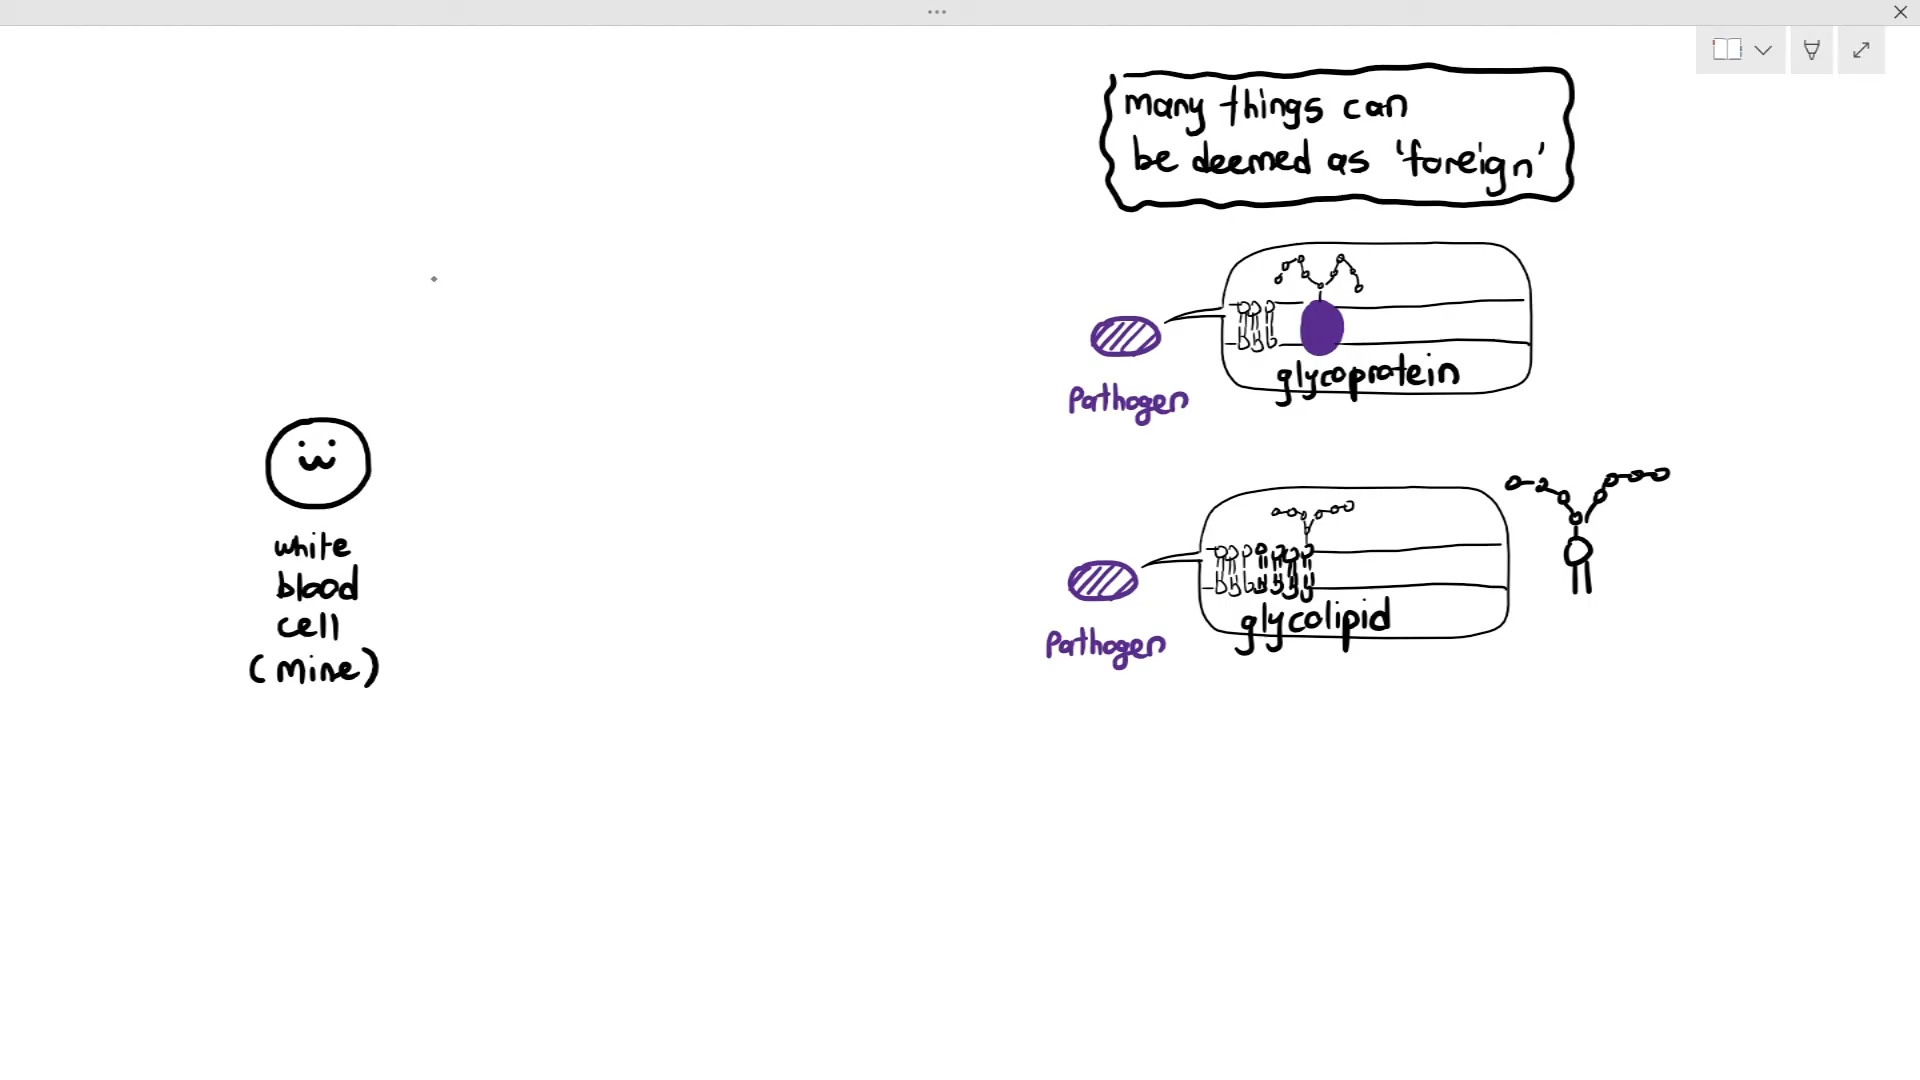 many things can
be deemed as 'foreign'
glycoprotein
Pathogen
white
blood
cell
(mine)
glycolipid
Pathogen